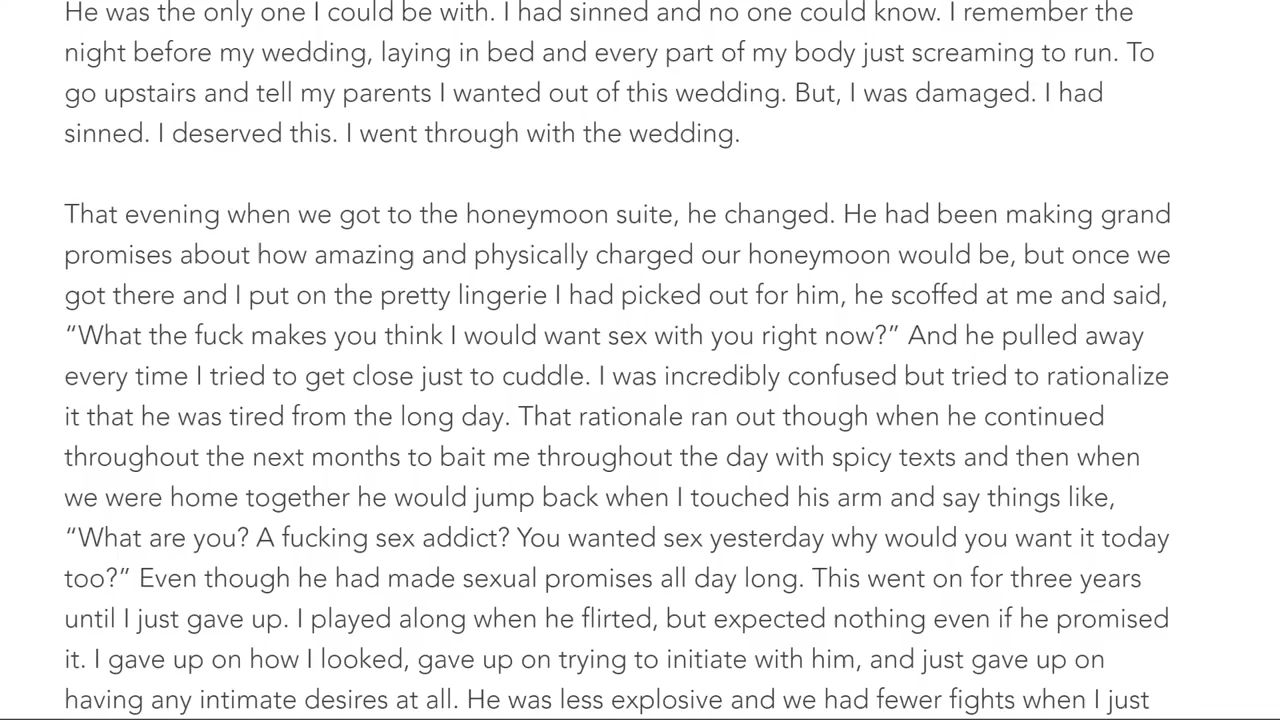 He was the only one I could be with. I had sinned and no one could know. I remember the
night before my wedding, laying in bed and every part of my body just screaming to run. To
go upstairs and tell my parents I wanted out of this wedding. But, I was damaged. I had
sinned. I deserved this. I went through with the wedding.
That evening when we got to the honeymoon suite, he changed. He had been making grand
promises about how amazing and physically charged our honeymoon would be, but once we
got there and I put on the pretty lingerie I had picked out for him, he scoffed at me and said,
“What the fuck makes you think I would want sex with you right now?” And he pulled away
every time I tried to get close just to cuddle. I was incredibly confused but tried to rationalize
it that he was tired from the long day. That rationale ran out though when he continued
throughout the next months to bait me throughout the day with spicy texts and then when
we were home together he would jump back when I touched his arm and say things like,
“What are you? A fucking sex addict? You wanted sex yesterday why would you want it today
too?” Even though he had made sexual promises all day long. This went on for three years
until I just gave up. I played along when he flirted, but expected nothing even if he promised
it. I gave up on how I looked, gave up on trying to initiate with him, and just gave up on
having any intimate desires at all. He was less explosive and we had fewer fights when I just